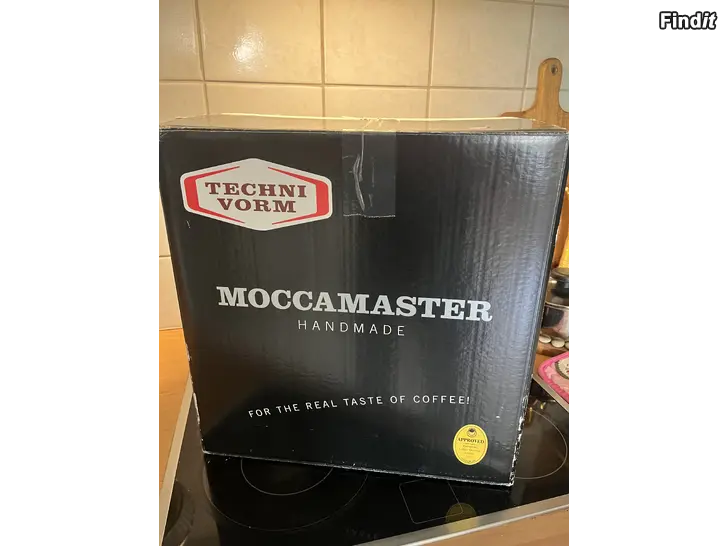 Findit
TECHNI
VORM
MOCCAMASTER
HANDMADE
FOR THE REAL TASTE OF COFFEE!
APPROVED